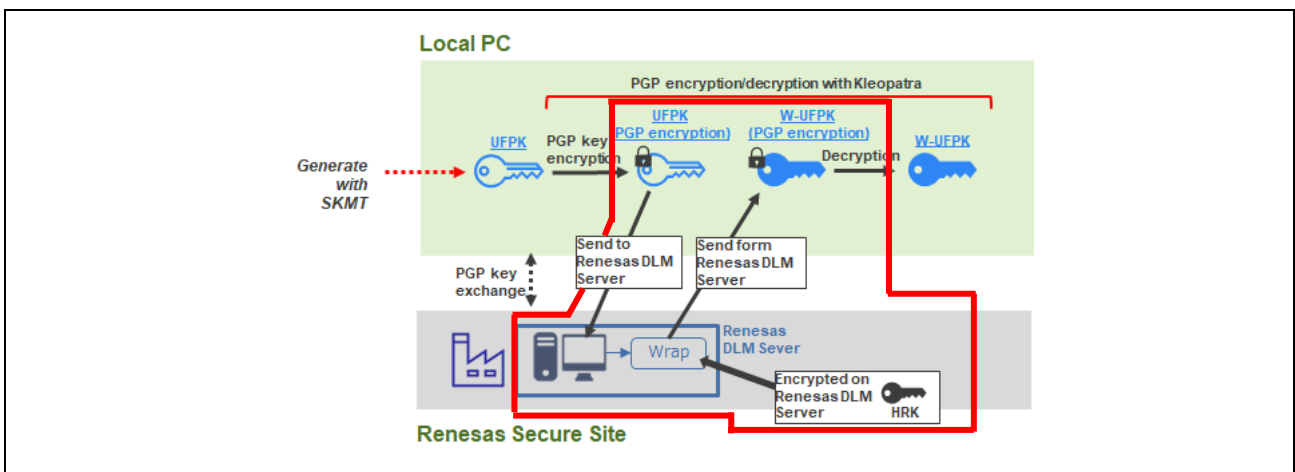 Local PC
PGP encryption/decryption with Kleopatra
UFPK
UFPK
(PGP encryption)
W-UFPK
(PGP encryption)
W-UFPK
PGP key
encryption
Decryption
Generate
with
SKMT
Send to
Renesas DLM
Server
Send form
Renesas DLM
Server
PGP key
exchange
Renesas
DLM Sever
Wrap
Encrypted on
Renesas DLM
Server
HRK
Renesas Secure Site